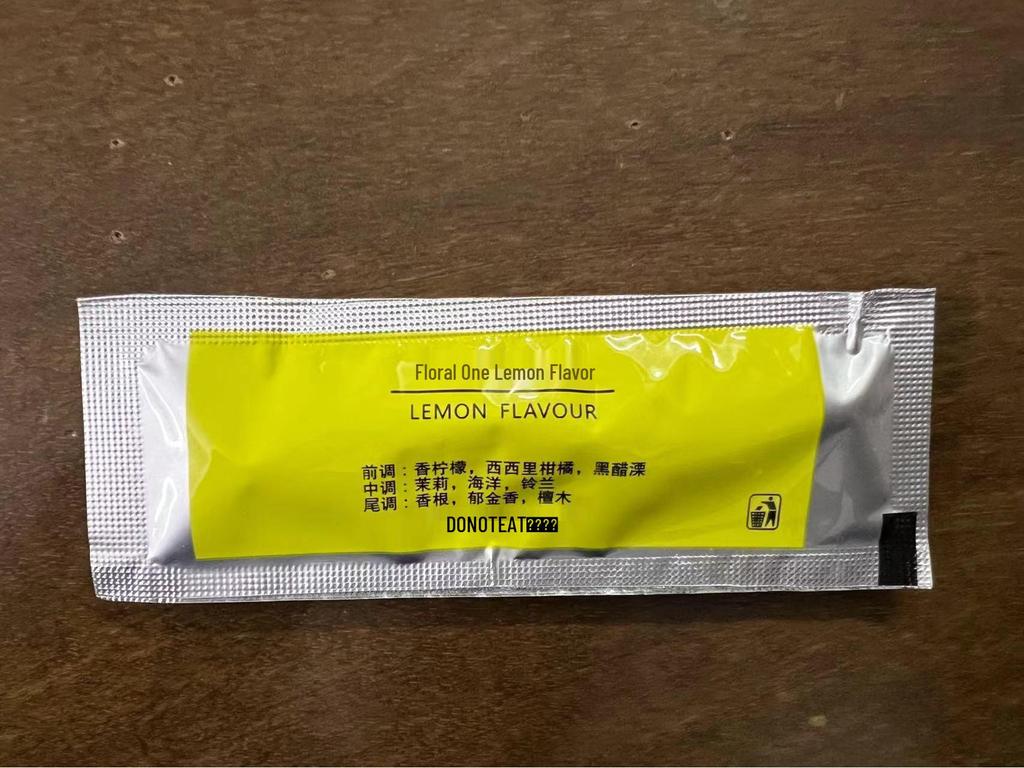 Floral One Lemon Flavor
LEMON FLAVOUR
前调：香柠檬，西西里柑橘，黑醋溧
中调：茉莉，海洋，铃兰
尾调：香根，郁金香，檀木
DONOTEAT????